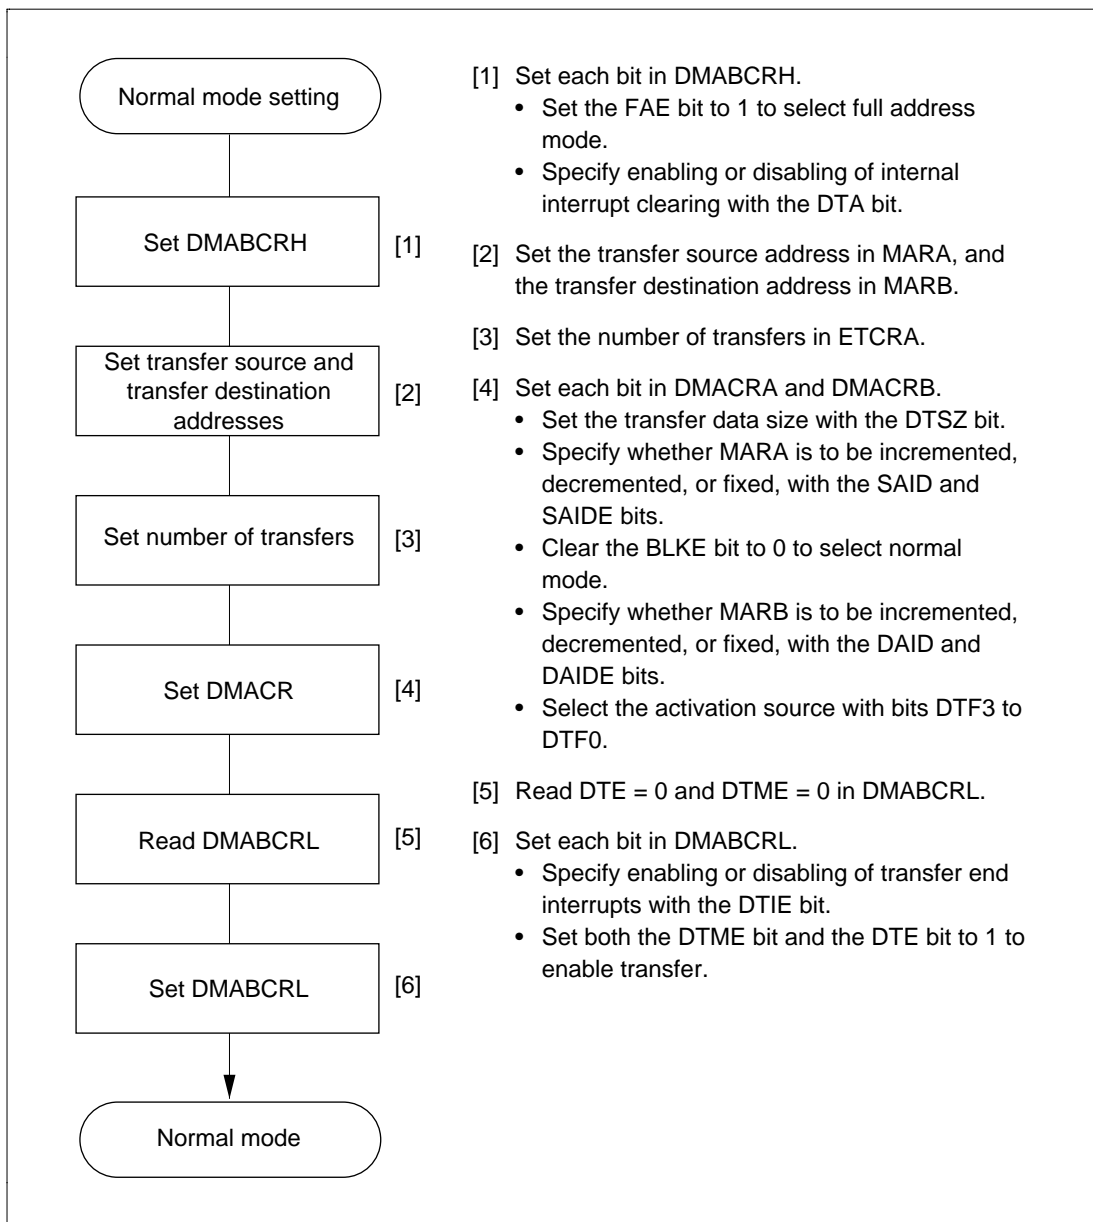 Normal mode setting
Set DMABCRH [1]
Set transfer source and
transfer destination
addresses
[2]
Set number of transfers [3]
Set DMACR [4]
Read DMABCRL [5]
Set DMABCRL [6]
Normal mode
[1] Set each bit in DMABCRH.
• Set the FAE bit to 1 to select full address
mode.
• Specify enabling or disabling of internal
interrupt clearing with the DTA bit.
[2] Set the transfer source address in MARA, and
the transfer destination address in MARB.
[3] Set the number of transfers in ETCRA.
[4] Set each bit in DMACRA and DMACRB.
• Set the transfer data size with the DTSZ bit.
• Specify whether MARA is to be incremented,
decremented, or fixed, with the SAID and
SAIDE bits.
• Clear the BLKE bit to 0 to select normal
mode.
• Specify whether MARB is to be incremented,
decremented, or fixed, with the DAID and
DAIDE bits.
• Select the activation source with bits DTF3 to
DTF0.
[5] Read DTE = 0 and DTME = 0 in DMABCRL.
[6] Set each bit in DMABCRL.
• Specify enabling or disabling of transfer end
interrupts with the DTIE bit.
• Set both the DTME bit and the DTE bit to 1 to
enable transfer.